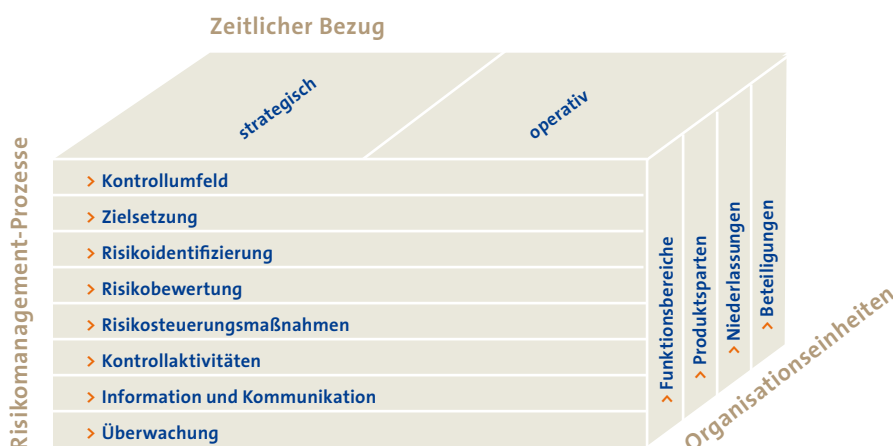 Zeitlicher Bezug
strategisch
operativ
Risikomanagement-Prozesse
> Kontrollumfeld
> Zielsetzung
> Risikoidentifizierung
> Risikobewertung
> Risikosteuerungsmaßnahmen
> Kontrollaktivitäten
> Information und Kommunikation
> Überwachung
> Funktionsbereiche
> Produktsparten
> Niederlassungen
> Beteiligungen
Organisationseinheiten